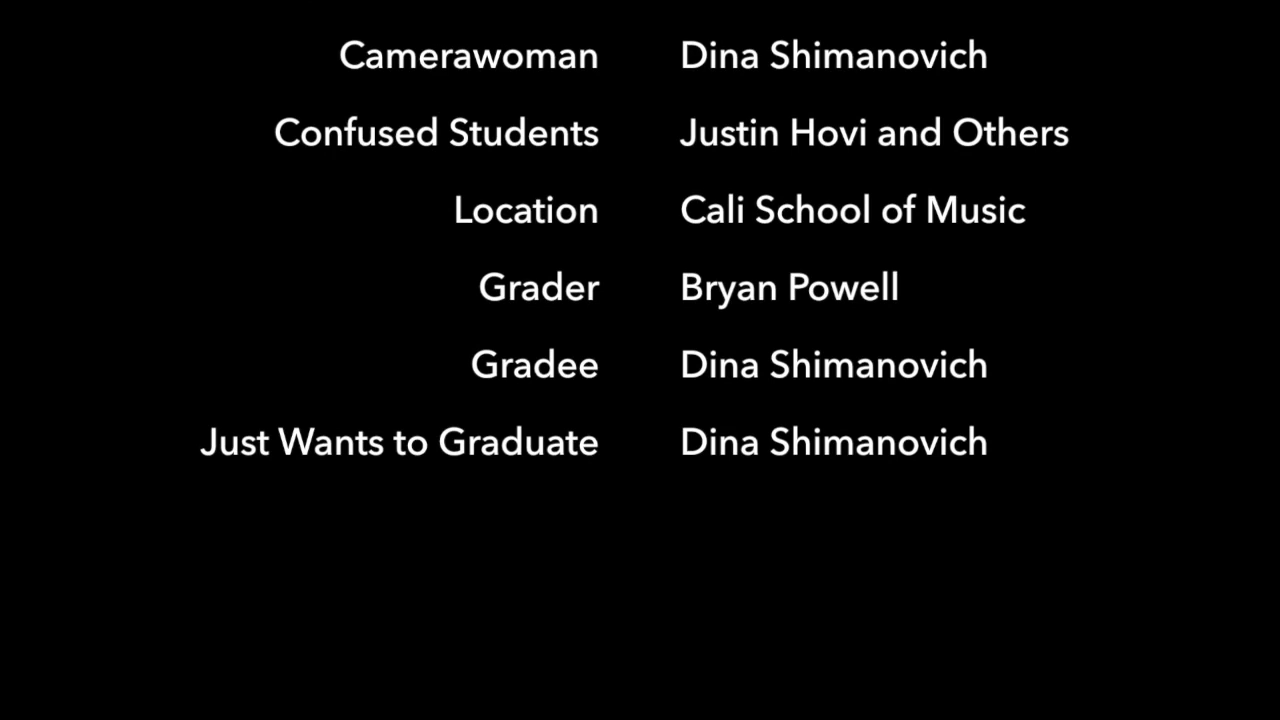 Camerawoman Dina Shimanovich
Confused Students Justin Hovi and Others
Location Cali School of Music
Grader Bryan Powell
Gradee Dina Shimanovich
Just Wants to Graduate Dina Shimanovich